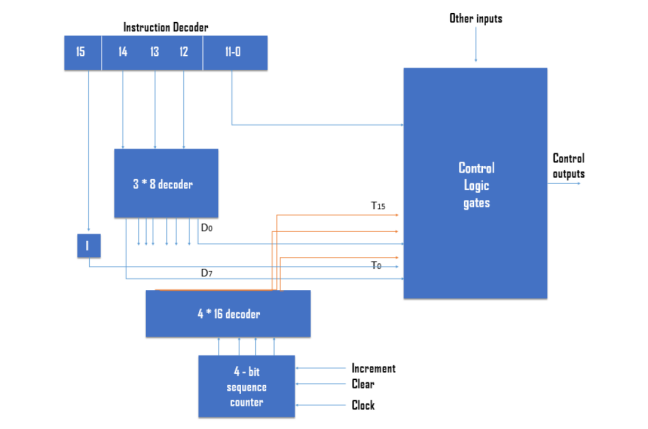 Other inputs
Instruction Decoder
15 14 13 12 11-0
3 * 8 decoder
Control
Logic
gates
Control
outputs
T15
D0
I
T0
D7
4 * 16 decoder
4 - bit
sequence
counter
Increment
Clear
Clock